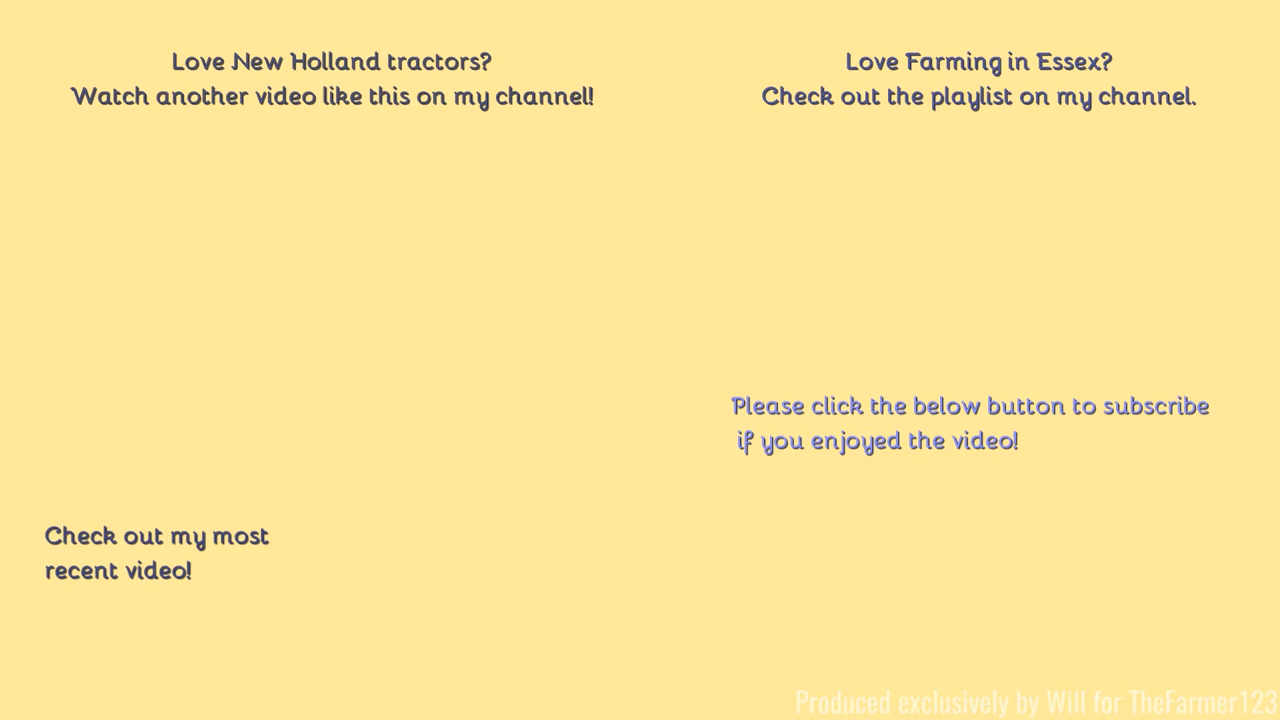 Love New Holland tractors?
Watch another video like this on my channel!
Love Farming in Essex?
Check out the playlist on my channel.
Please click the below button to subscribe
if you enjoyed the video!
Check out my most
recent video!
Produced exclusively by Will for TheFarmer123